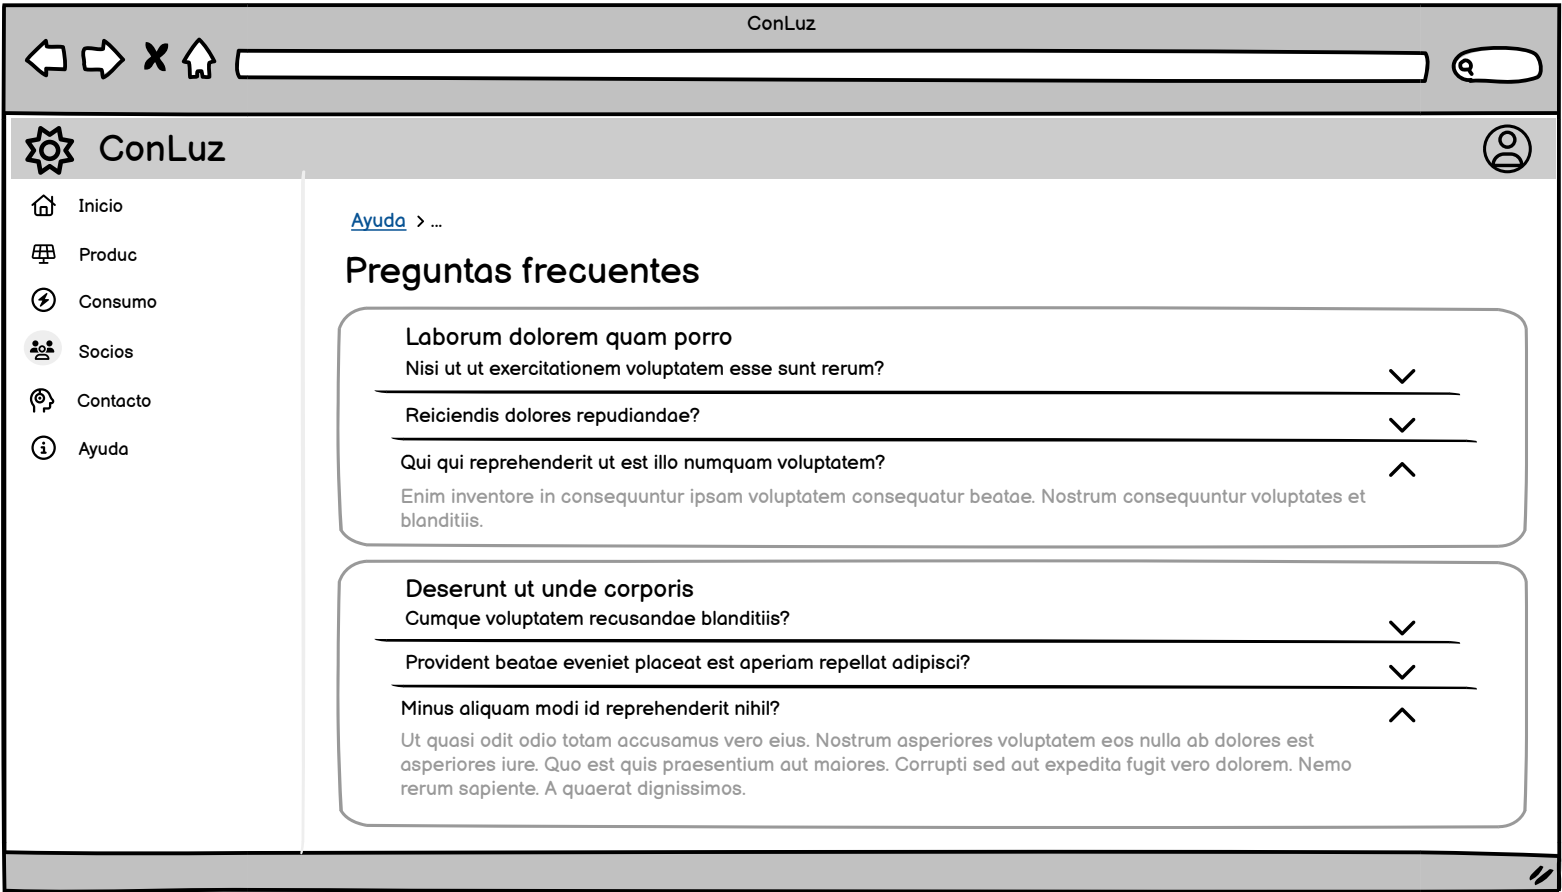 ConLuz
ConLuz
Inicio
Produc
Consumo
Socios
Contacto
Ayuda
Ayuda > ...
Preguntas frecuentes
Laborum dolorem quam porro
Nisi ut ut exercitationem voluptatem esse sunt rerum?
Reiciendis dolores repudiandae?
Qui qui reprehenderit ut est illo numquam voluptatem?
Enim inventore in consequuntur ipsam voluptatem consequatur beatae. Nostrum consequuntur voluptates et
blanditiis.
Deserunt ut unde corporis
Cumque voluptatem recusandae blanditiis?
Provident beatae eveniet placeat est aperiam repellat adipisci?
Minus aliquam modi id reprehenderit nihil?
Ut quasi odit odio totam accusamus vero eius. Nostrum asperiores voluptatem eos nulla ab dolores est
asperiores iure. Quo est quis praesentium aut maiores. Corrupti sed aut expedita fugit vero dolorem. Nemo
rerum sapiente. A quaerat dignissimos.